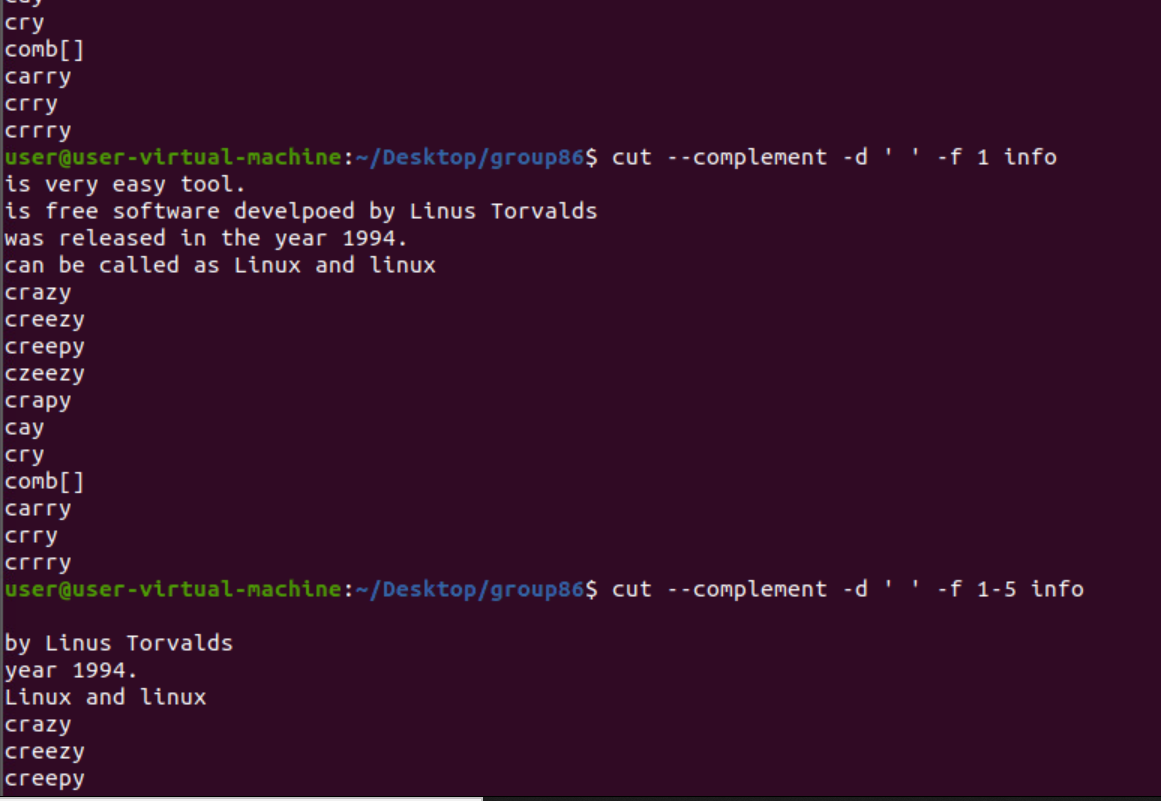 cry
comb[]
carry
crry
crrry
user@user-virtual-machine:~/Desktop/group86$ cut --complement -d ' ' -f 1 info
is very easy tool.
is free software develpoed by Linus Torvalds
was released in the year 1994.
can be called as Linux and linux
crazy
creezy
creepy
czeezy
crapy
cay
cry
comb[]
carry
crry
crrry
user@user-virtual-machine:~/Desktop/group86$ cut --complement -d ' ' -f 1-5 info
by Linus Torvalds
year 1994.
Linux and linux
crazy
creezy
creepy